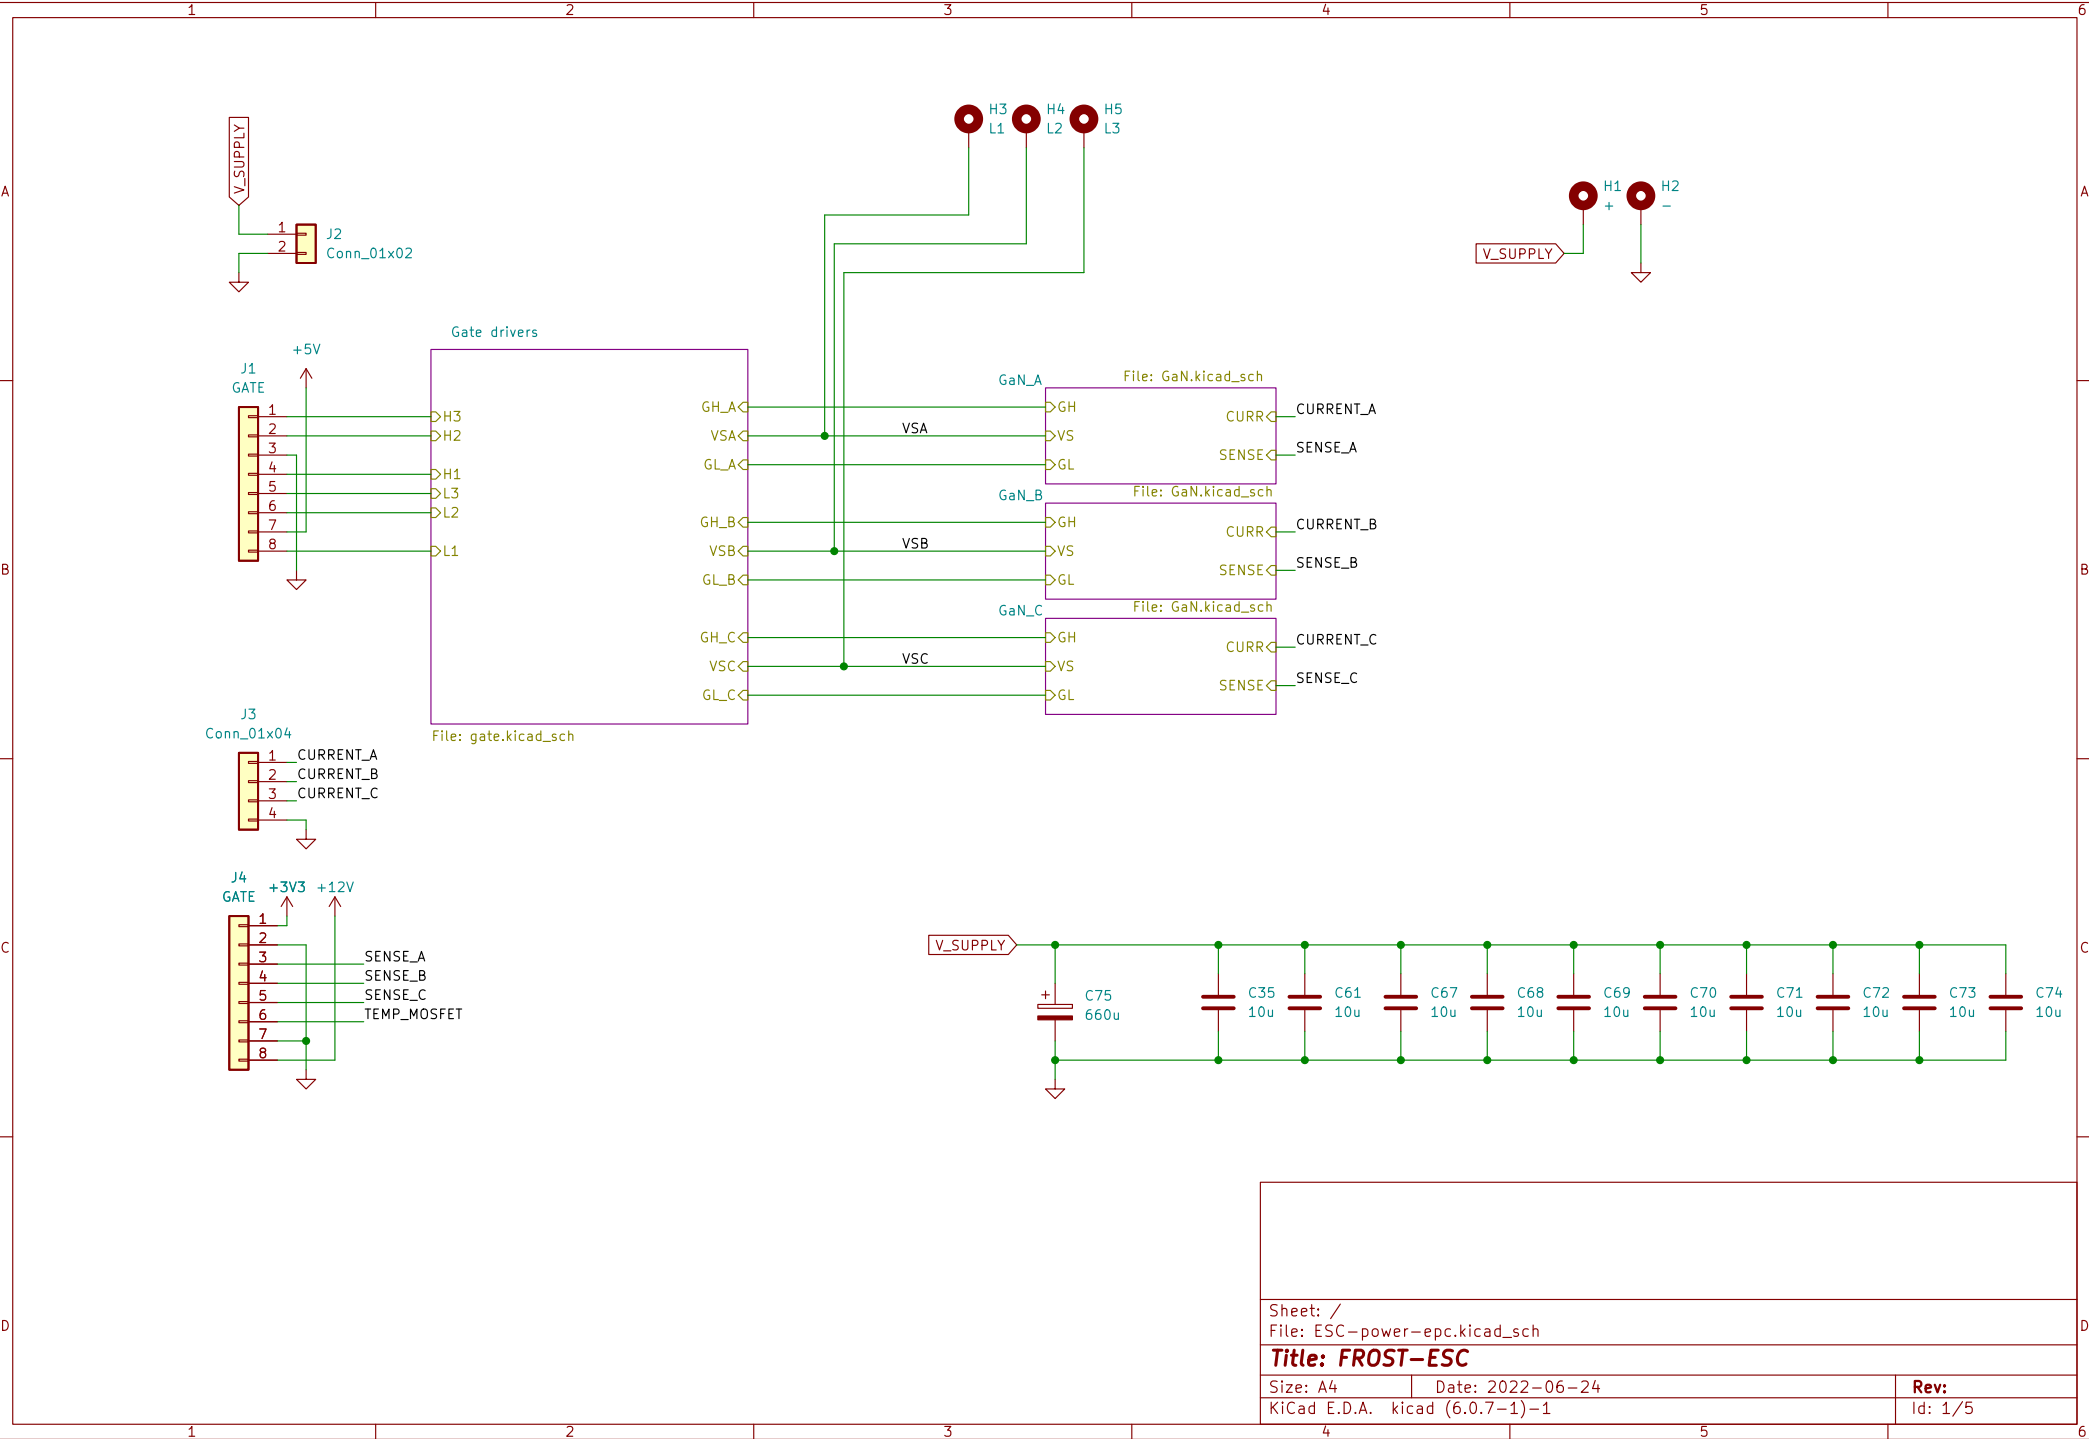 1 2 3 4 5 6
A
B
C
D
A
B
C
D
1 2 3 4 5 6
V_SUPPLY
1
2
J2
Conn_01x02
H3
L1
H4
L2
H5
L3
H1
+
H2
-
V_SUPPLY
J1
GATE
+5V
1
2
3
4
5
6
7
8
Gate drivers
H3
H2
H1
L3
L2
L1
GH_A
VSA
GL_A
GH_B
VSB
GL_B
GH_C
VSC
GL_C
File: gate.kicad_sch
VSA
VSB
VSC
GaN_A
File: GaN.kicad_sch
GH
VS
GL
CURR
SENSE
CURRENT_A
SENSE_A
GaN_B
File: GaN.kicad_sch
GH
VS
GL
CURR
SENSE
CURRENT_B
SENSE_B
GaN_C
File: GaN.kicad_sch
GH
VS
GL
CURR
SENSE
CURRENT_C
SENSE_C
J3
Conn_01x04
1
2
3
4
CURRENT_A
CURRENT_B
CURRENT_C
J4
GATE
+3V3
+12V
1
2
3
4
5
6
7
8
SENSE_A
SENSE_B
SENSE_C
TEMP_MOSFET
V_SUPPLY
+
C75
660u
C35
10u
C61
10u
C67
10u
C68
10u
C69
10u
C70
10u
C71
10u
C72
10u
C73
10u
C74
10u
Sheet: /
File: ESC-power-epc.kicad_sch
Title: FROST-ESC
Size: A4
Date: 2022-06-24
Rev:
KiCad E.D.A. kicad (6.0.7-1)-1
Id: 1/5